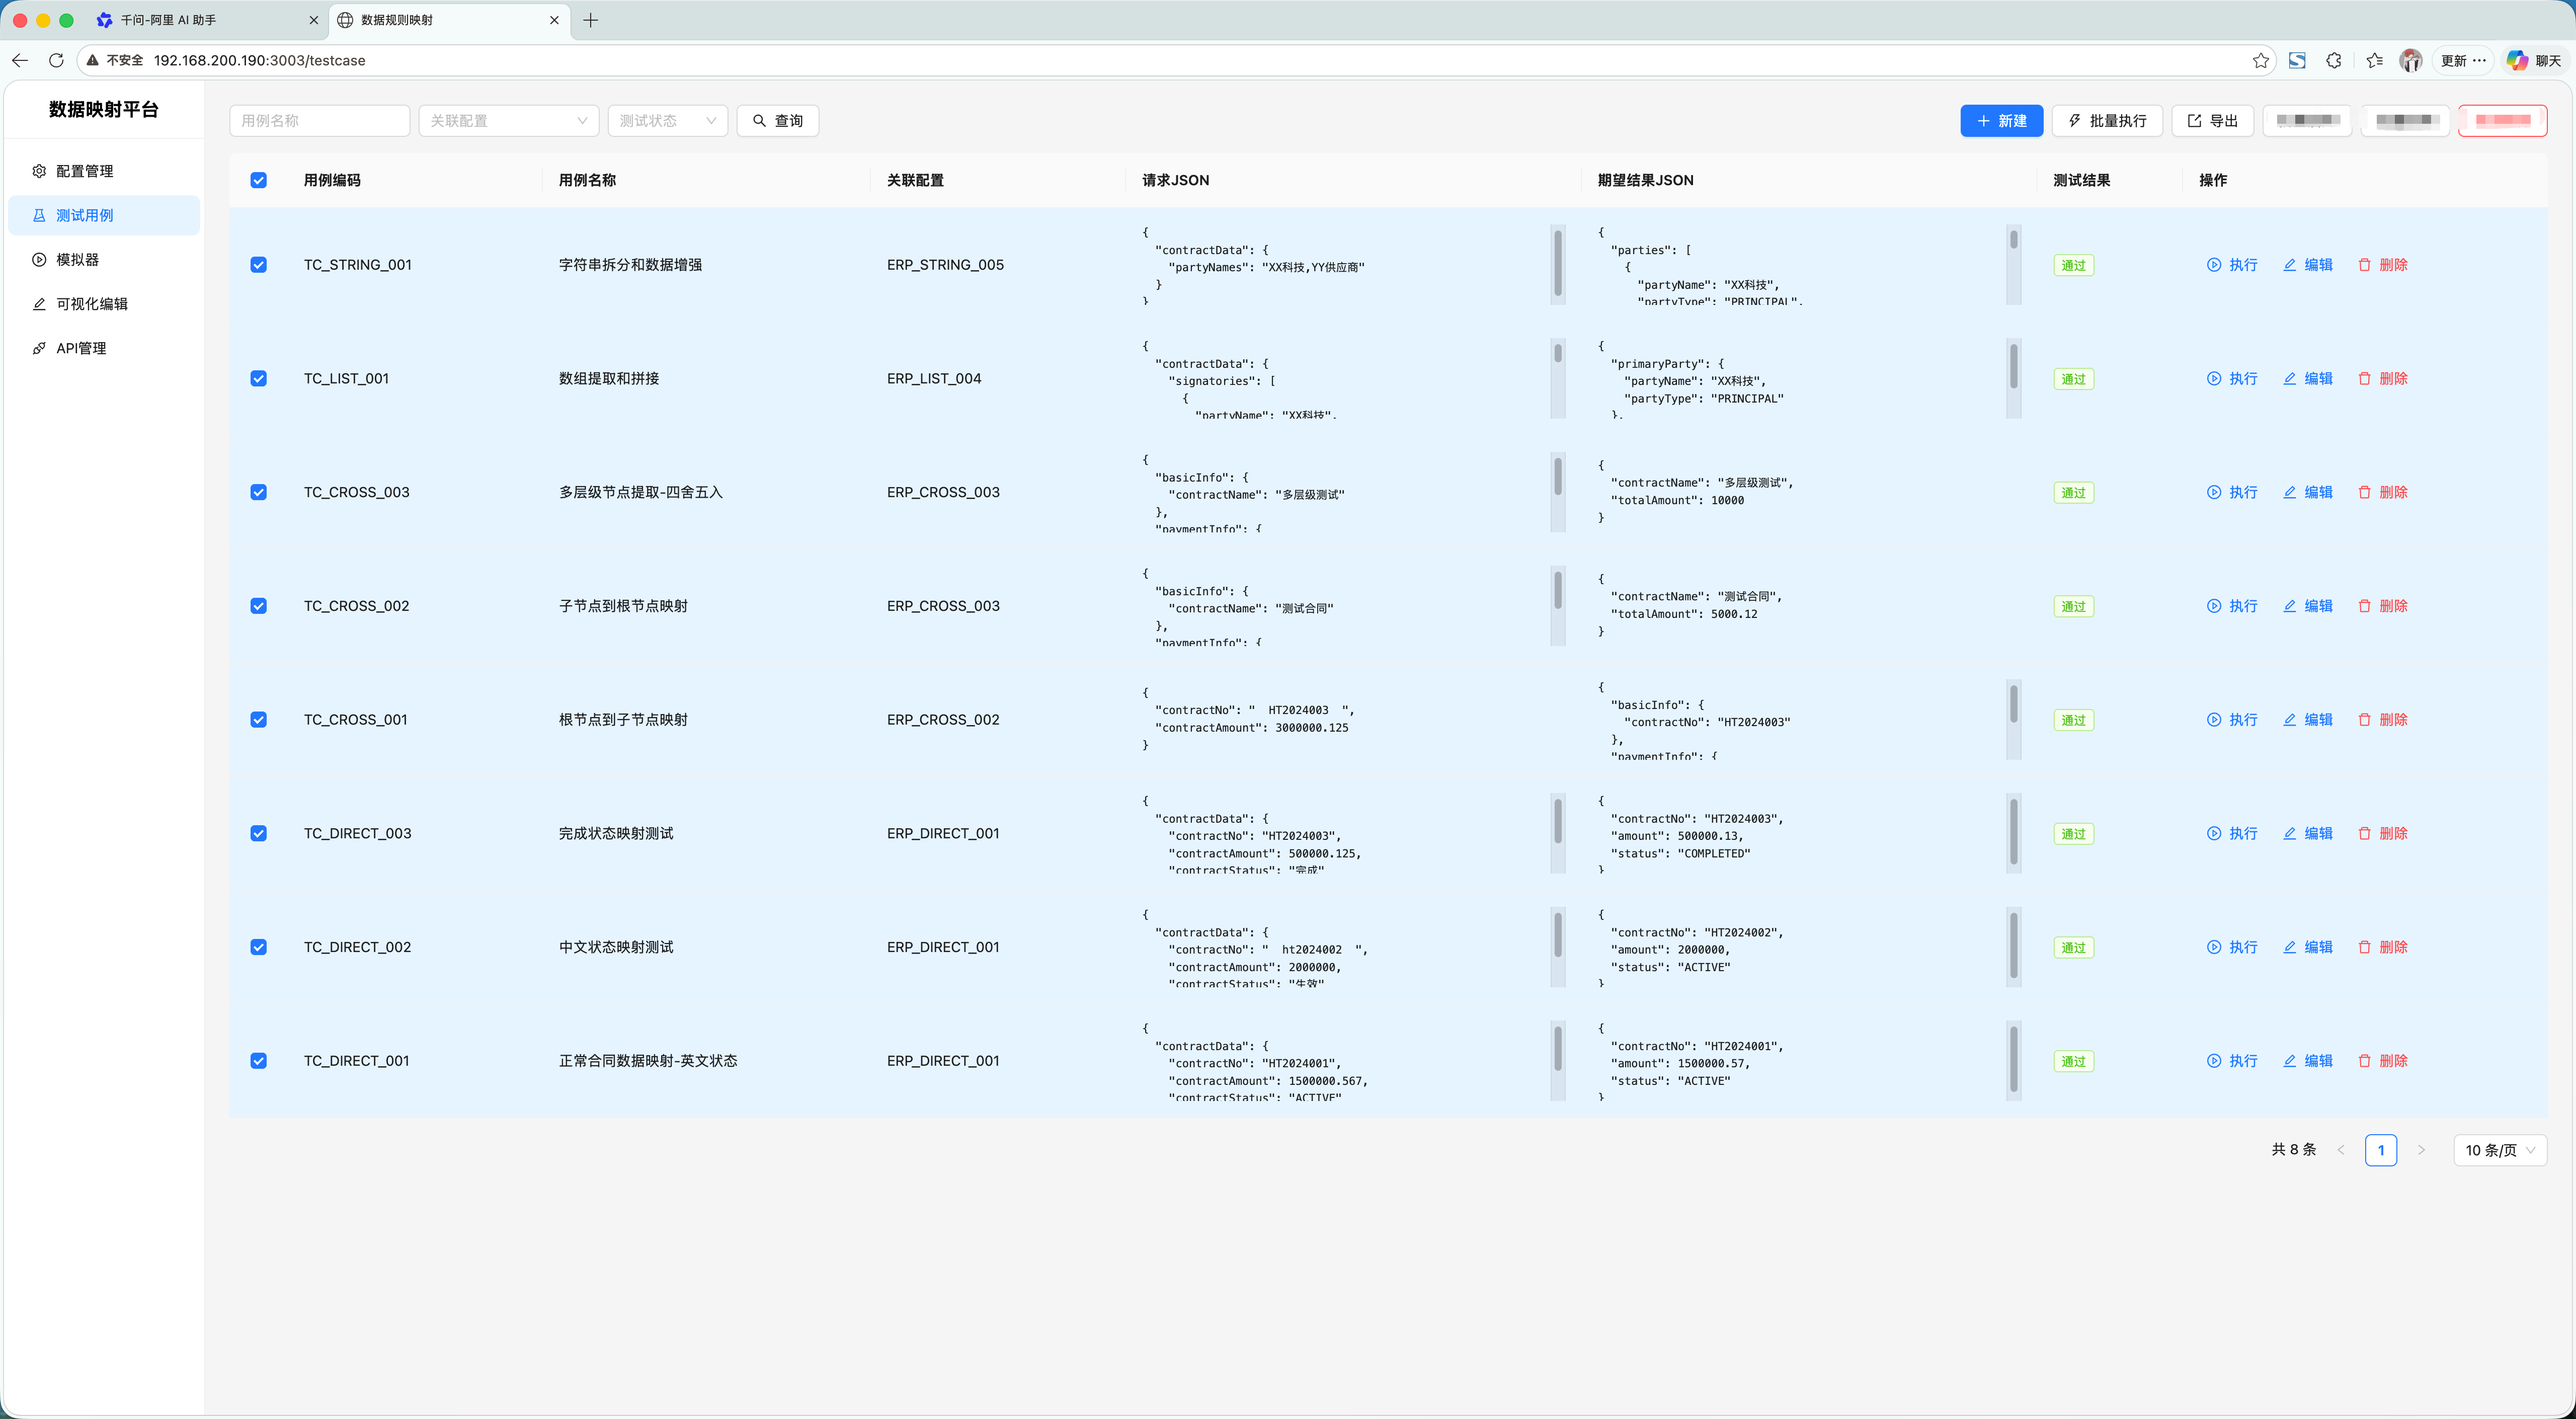 千问-阿里 AI 助手
数据规则映射
不安全 192.168.200.190:3003/testcase
更新
聊天
数据映射平台
配置管理
测试用例
模拟器
可视化编辑
API管理
用例名称 关联配置 测试状态 查询 新建 批量执行 导出
用例编码 用例名称 关联配置 请求JSON 期望结果JSON 测试结果 操作
TC_STRING_001 字符串拆分和数据增强 ERP_STRING_005
{
"contractData": {
"partyNames": "XX科技,YY供应商"
}
}
{
"parties": [
{
"partyName": "XX科技",
"partyType": "PRINCIPAL",
通过 执行 编辑 删除
TC_LIST_001 数组提取和拼接 ERP_LIST_004
{
"contractData": {
"signatories": [
{
"partyName": "XX科技",
{
"primaryParty": {
"partyName": "XX科技",
"partyType": "PRINCIPAL"
},
通过 执行 编辑 删除
TC_CROSS_003 多层级节点提取-四舍五入 ERP_CROSS_003
{
"basicInfo": {
"contractName": "多层级测试"
},
"paymentInfo": {
{
"contractName": "多层级测试",
"totalAmount": 10000
}
通过 执行 编辑 删除
TC_CROSS_002 子节点到根节点映射 ERP_CROSS_003
{
"basicInfo": {
"contractName": "测试合同"
},
"paymentInfo": {
{
"contractName": "测试合同",
"totalAmount": 5000.12
}
通过 执行 编辑 删除
TC_CROSS_001 根节点到子节点映射 ERP_CROSS_002
{
"contractNo": "  HT2024003  ",
"contractAmount": 3000000.125
}
{
"basicInfo": {
"contractNo": "HT2024003"
},
"paymentInfo": {
通过 执行 编辑 删除
TC_DIRECT_003 完成状态映射测试 ERP_DIRECT_001
{
"contractData": {
"contractNo": "HT2024003",
"contractAmount": 500000.125,
"contractStatus": "完成"
{
"contractNo": "HT2024003",
"amount": 500000.13,
"status": "COMPLETED"
}
通过 执行 编辑 删除
TC_DIRECT_002 中文状态映射测试 ERP_DIRECT_001
{
"contractData": {
"contractNo": "  ht2024002  ",
"contractAmount": 2000000,
"contractStatus": "生效"
{
"contractNo": "HT2024002",
"amount": 2000000,
"status": "ACTIVE"
}
通过 执行 编辑 删除
TC_DIRECT_001 正常合同数据映射-英文状态 ERP_DIRECT_001
{
"contractData": {
"contractNo": "HT2024001",
"contractAmount": 1500000.567,
"contractStatus": "ACTIVE"
{
"contractNo": "HT2024001",
"amount": 1500000.57,
"status": "ACTIVE"
}
通过 执行 编辑 删除
共 8 条 1 10 条/页